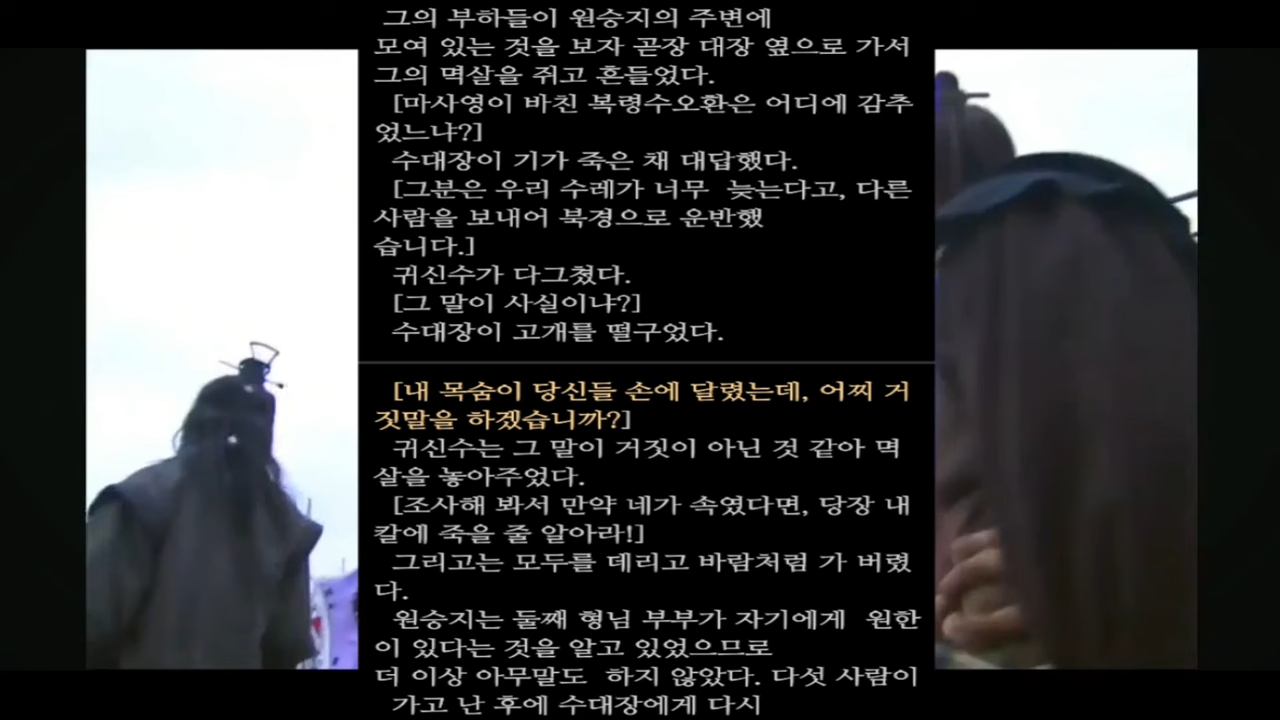 그의 부하들이 원승지의 주변에
모여 있는 것을 보자 곧장 대장 옆으로 가서
그의 멱살을 쥐고 흔들었다.
[마사영이 바친 복령수오환은 어디에 감추
었느냐?]
수대장이 기가 죽은 채 대답했다.
[그분은 우리 수레가 너무 늦는다고, 다른
사람을 보내어 북경으로 운반했
습니다.]
귀신수가 다그쳤다.
[그 말이 사실이냐?]
수대장이 고개를 떨구었다.
[내 목숨이 당신들 손에 달렸는데, 어찌 거
짓말을 하겠습니까?]
귀신수는 그 말이 거짓이 아닌 것 같아 멱
살을 놓아주었다.
[조사해 봐서 만약 네가 속였다면, 당장 내
칼에 죽을 줄 알아라!]
그리고는 모두를 데리고 바람처럼 가 버렸
다.
원승지는 둘째 형님 부부가 자기에게 원한
이 있다는 것을 알고 있었으므로
더 이상 아무말도 하지 않았다. 다섯 사람이
가고 난 후에 수대장에게 다시